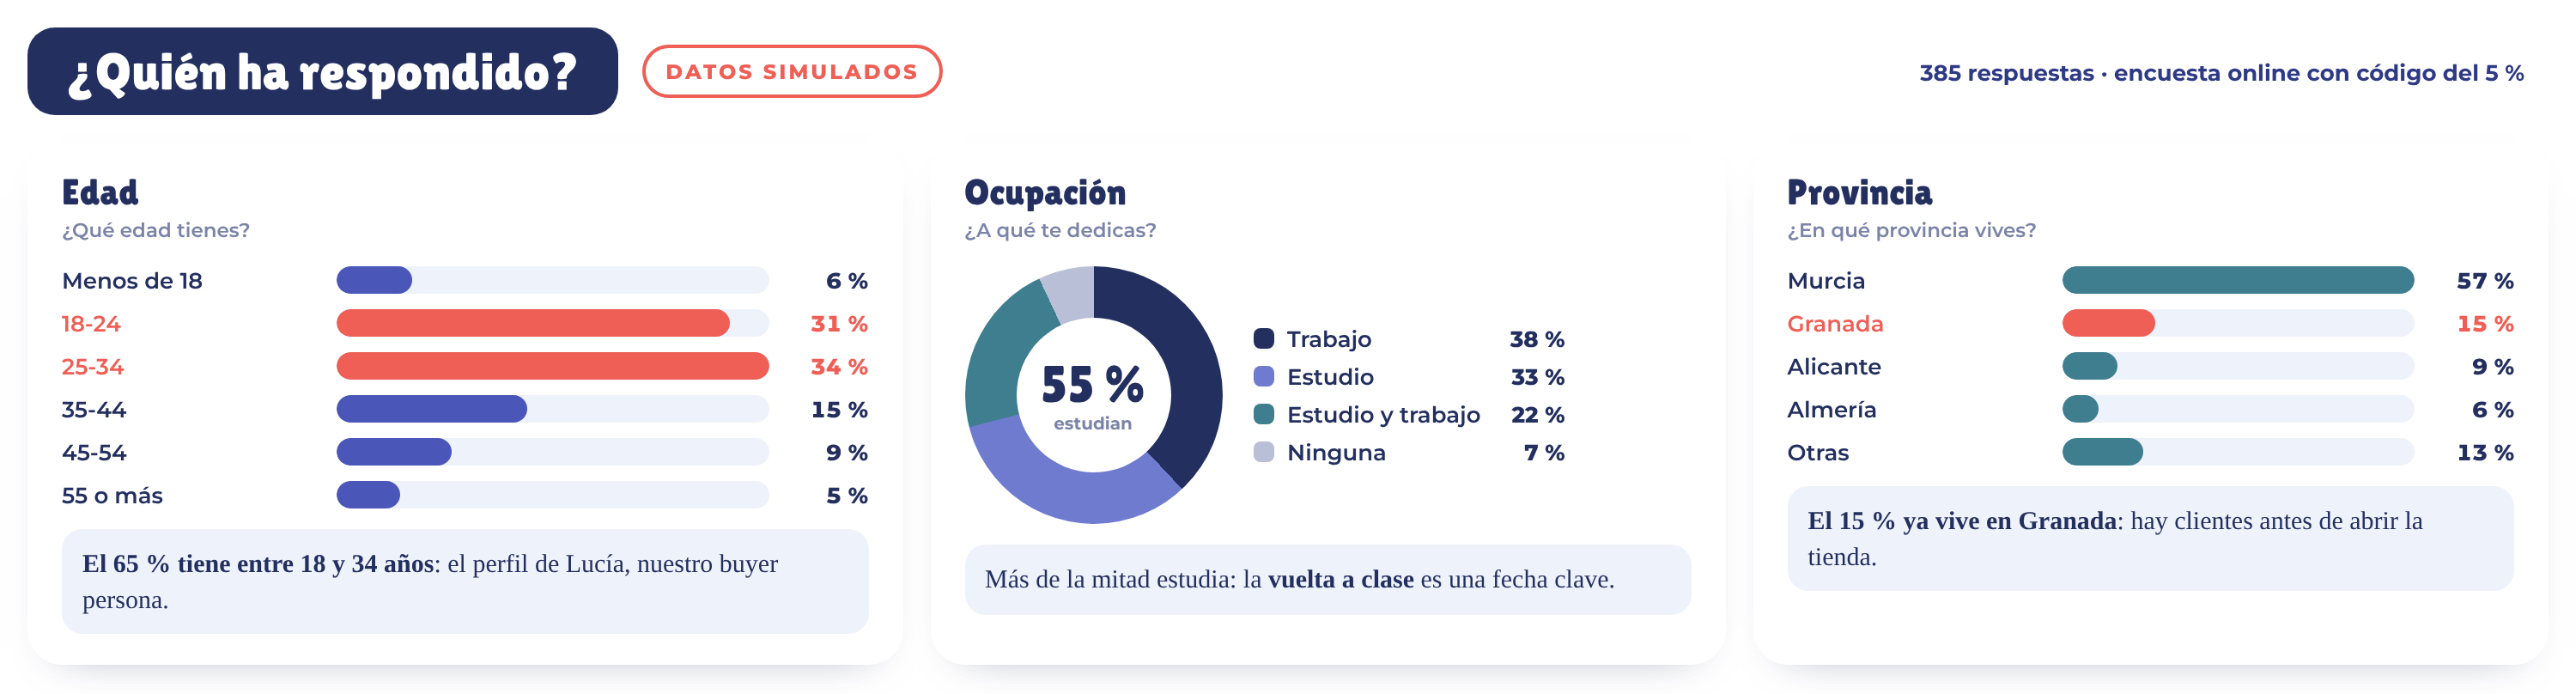 ¿Quién ha respondido?
DATOS SIMULADOS
385 respuestas · encuesta online con código del 5 %
Edad
¿Qué edad tienes?
Menos de 18 6 %
18-24 31 %
25-34 34 %
35-44 15 %
45-54 9 %
55 o más 5 %
El 65 % tiene entre 18 y 34 años: el perfil de Lucía, nuestro buyer
persona.
Ocupación
¿A qué te dedicas?
55 %
estudian
Trabajo 38 %
Estudio 33 %
Estudio y trabajo 22 %
Ninguna 7 %
Más de la mitad estudia: la vuelta a clase es una fecha clave.
Provincia
¿En qué provincia vives?
Murcia 57 %
Granada 15 %
Alicante 9 %
Almería 6 %
Otras 13 %
El 15 % ya vive en Granada: hay clientes antes de abrir la
tienda.